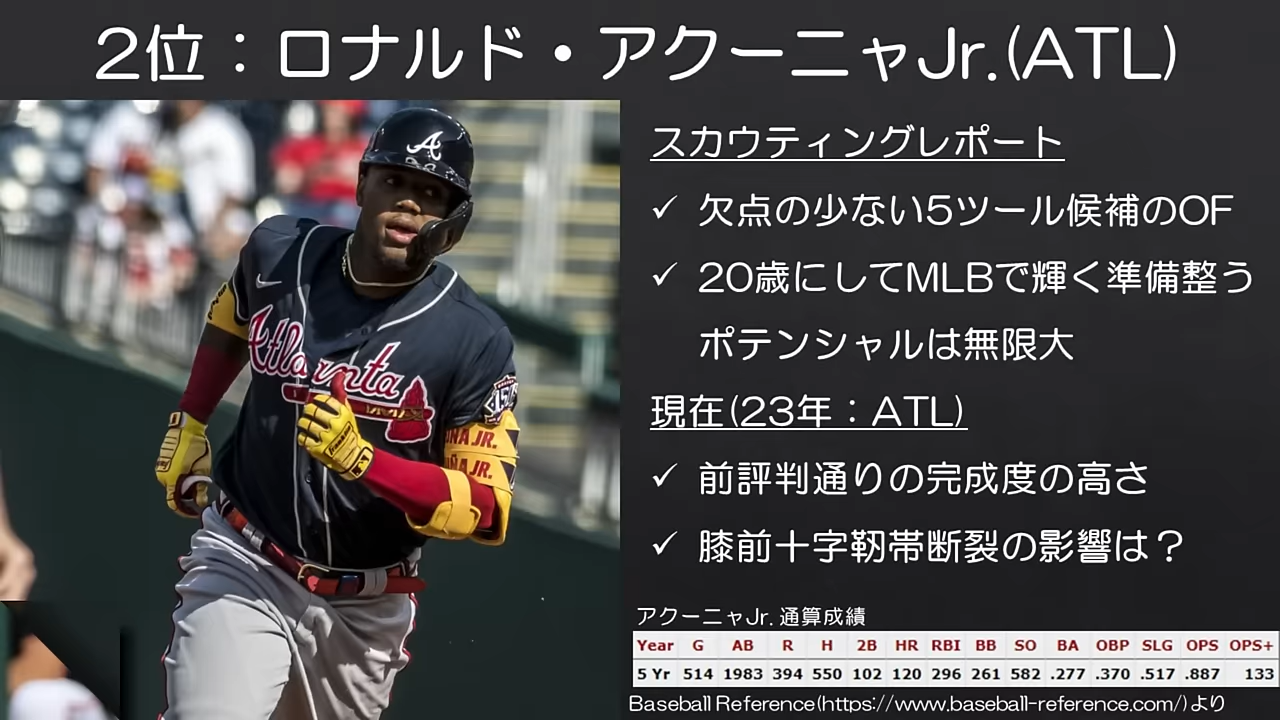 2位：ロナルド・アクーニャJr.(ATL)
スカウティングレポート
✓ 欠点の少ない5ツール候補のOF
✓ 20歳にしてMLBで輝く準備整う
ポテンシャルは無限大
現在(23年：ATL)
✓ 前評判通りの完成度の高さ
✓ 膝前十字靭帯断裂の影響は？
アクーニャJr. 通算成績
Year G AB R H 2B HR RBI BB SO BA OBP SLG OPS OPS+
5 Yr 514 1983 394 550 102 120 296 261 582 .277 .370 .517 .887 133
Baseball Reference(https://www.baseball-reference.com/)より
A
Atlanta
150
UÑA JR.
UÑA JR.